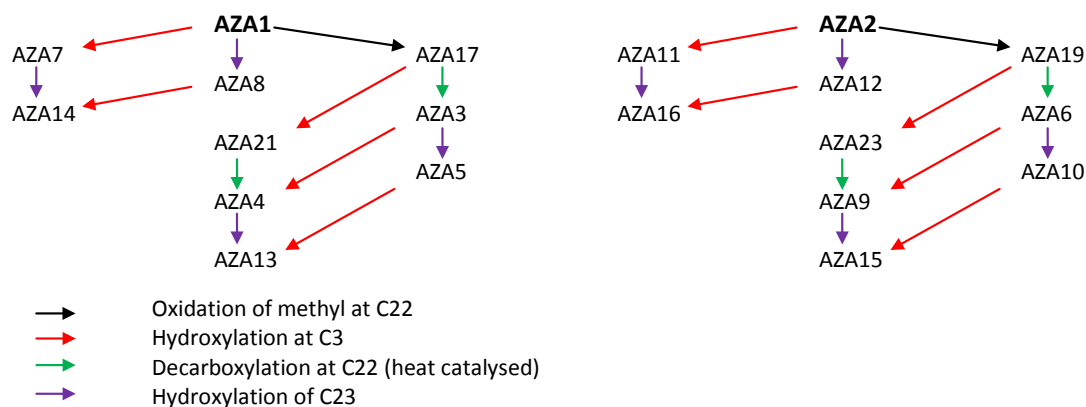 AZA1
AZA7
AZA17
AZA8
AZA14
AZA3
AZA21
AZA5
AZA4
AZA13
AZA2
AZA11
AZA19
AZA12
AZA16
AZA6
AZA23
AZA10
AZA9
AZA15
Oxidation of methyl at C22
Hydroxylation at C3
Decarboxylation at C22 (heat catalysed)
Hydroxylation of C23